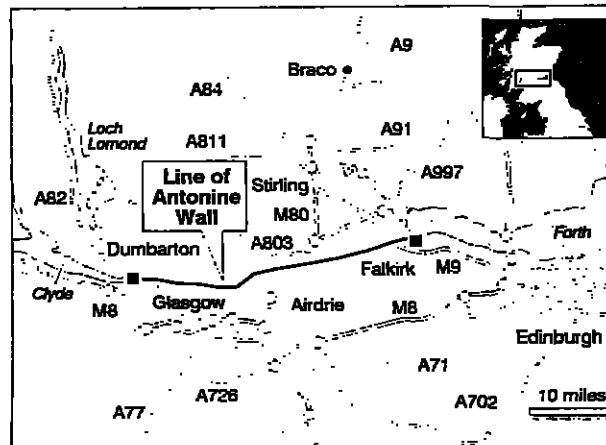 A9
Braco
A84
Loch
Lomond
A811
A91
Line of
Antonine
Wall
Stirling
A997
A82
M80
Dumbarton
A803
Forth
Falkirk
M9
Clyde
M8
Glasgow
Airdrie
M8
Edinburgh
A71
A726
A77
A702
10 miles